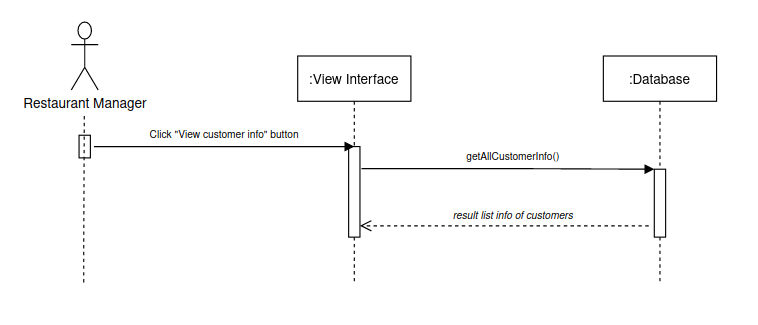 :View Interface
:Database
Restaurant Manager
Click "View customer info" button
getAllCustomerInfo()
result list info of customers